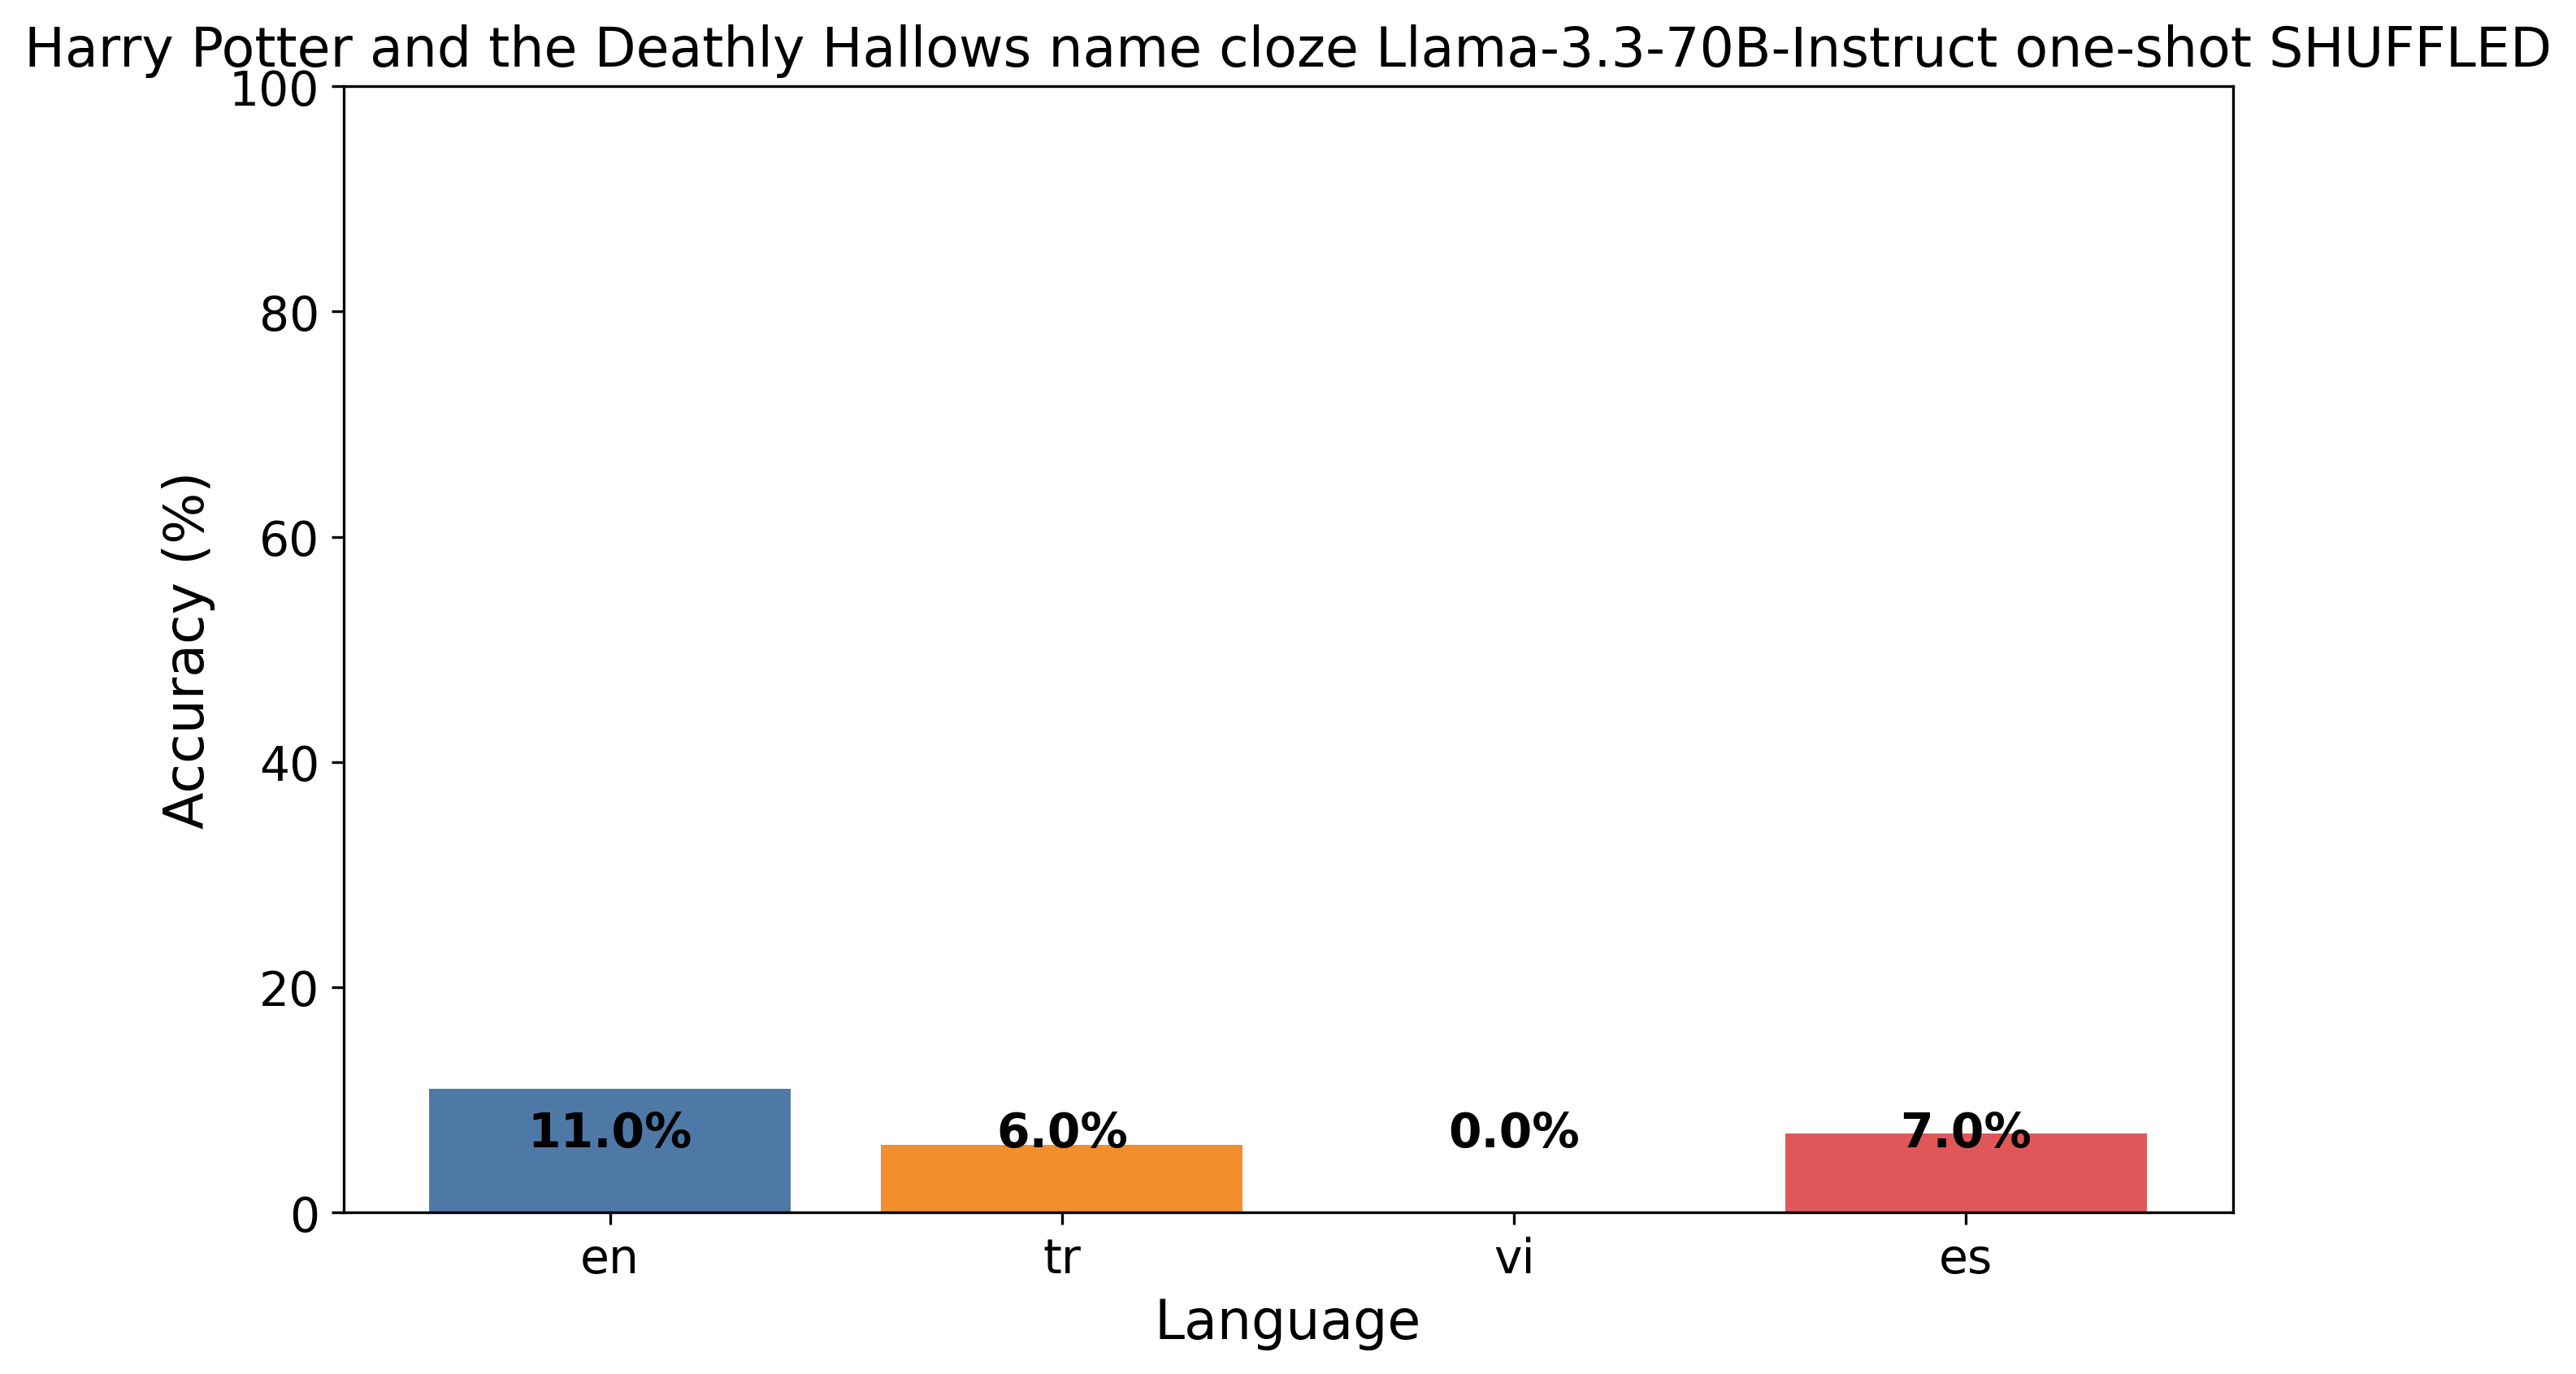 Harry Potter and the Deathly Hallows name cloze Llama-3.3-70B-Instruct one-shot SHUFFLED
100
80
60
40
20
0
Accuracy (%)
11.0%
6.0%
0.0%
7.0%
en
tr
vi
es
Language